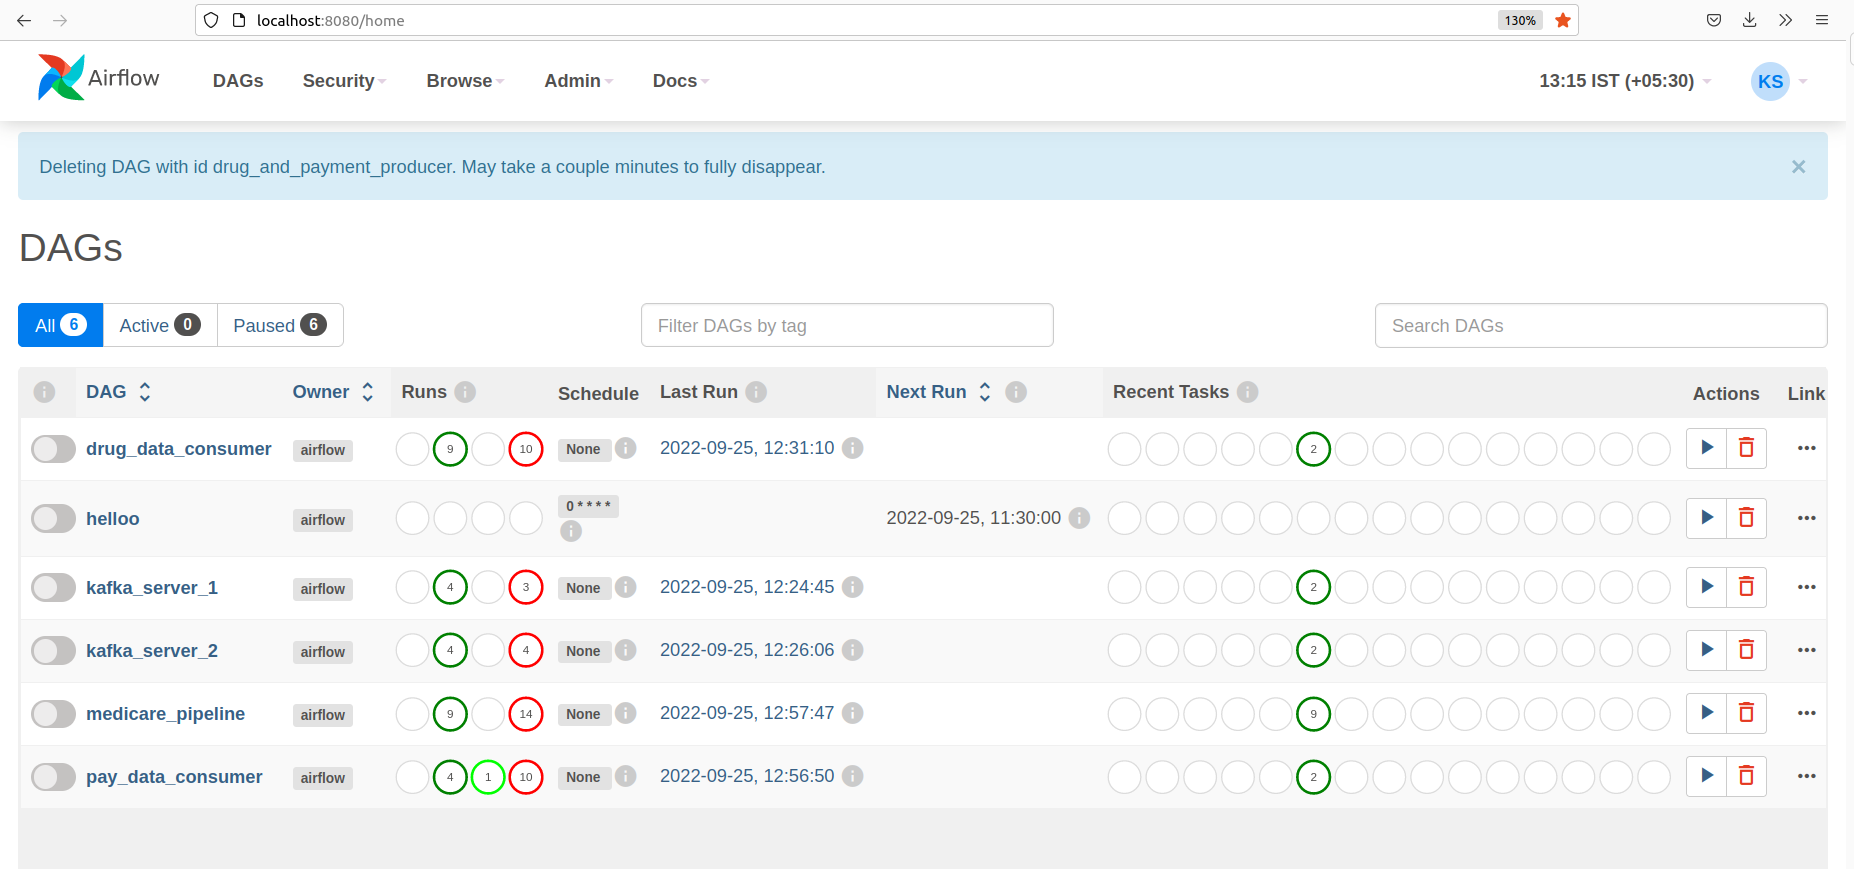 localhost:8080/home 130%
Airflow DAGs Security Browse Admin Docs 13:15 IST (+05:30) KS
Deleting DAG with id drug_and_payment_producer. May take a couple minutes to fully disappear. ×
DAGs
All 6 Active 0 Paused 6 Filter DAGs by tag Search DAGs
i DAG Owner Runs i Schedule Last Run i Next Run i Recent Tasks i Actions Link
drug_data_consumer airflow 9 10 None i 2022-09-25, 12:31:10 i 2 •••
helloo airflow 0 * * * * i 2022-09-25, 11:30:00 i •••
kafka_server_1 airflow 4 3 None i 2022-09-25, 12:24:45 i 2 •••
kafka_server_2 airflow 4 4 None i 2022-09-25, 12:26:06 i 2 •••
medicare_pipeline airflow 9 14 None i 2022-09-25, 12:57:47 i 9 •••
pay_data_consumer airflow 4 1 10 None i 2022-09-25, 12:56:50 i 2 •••